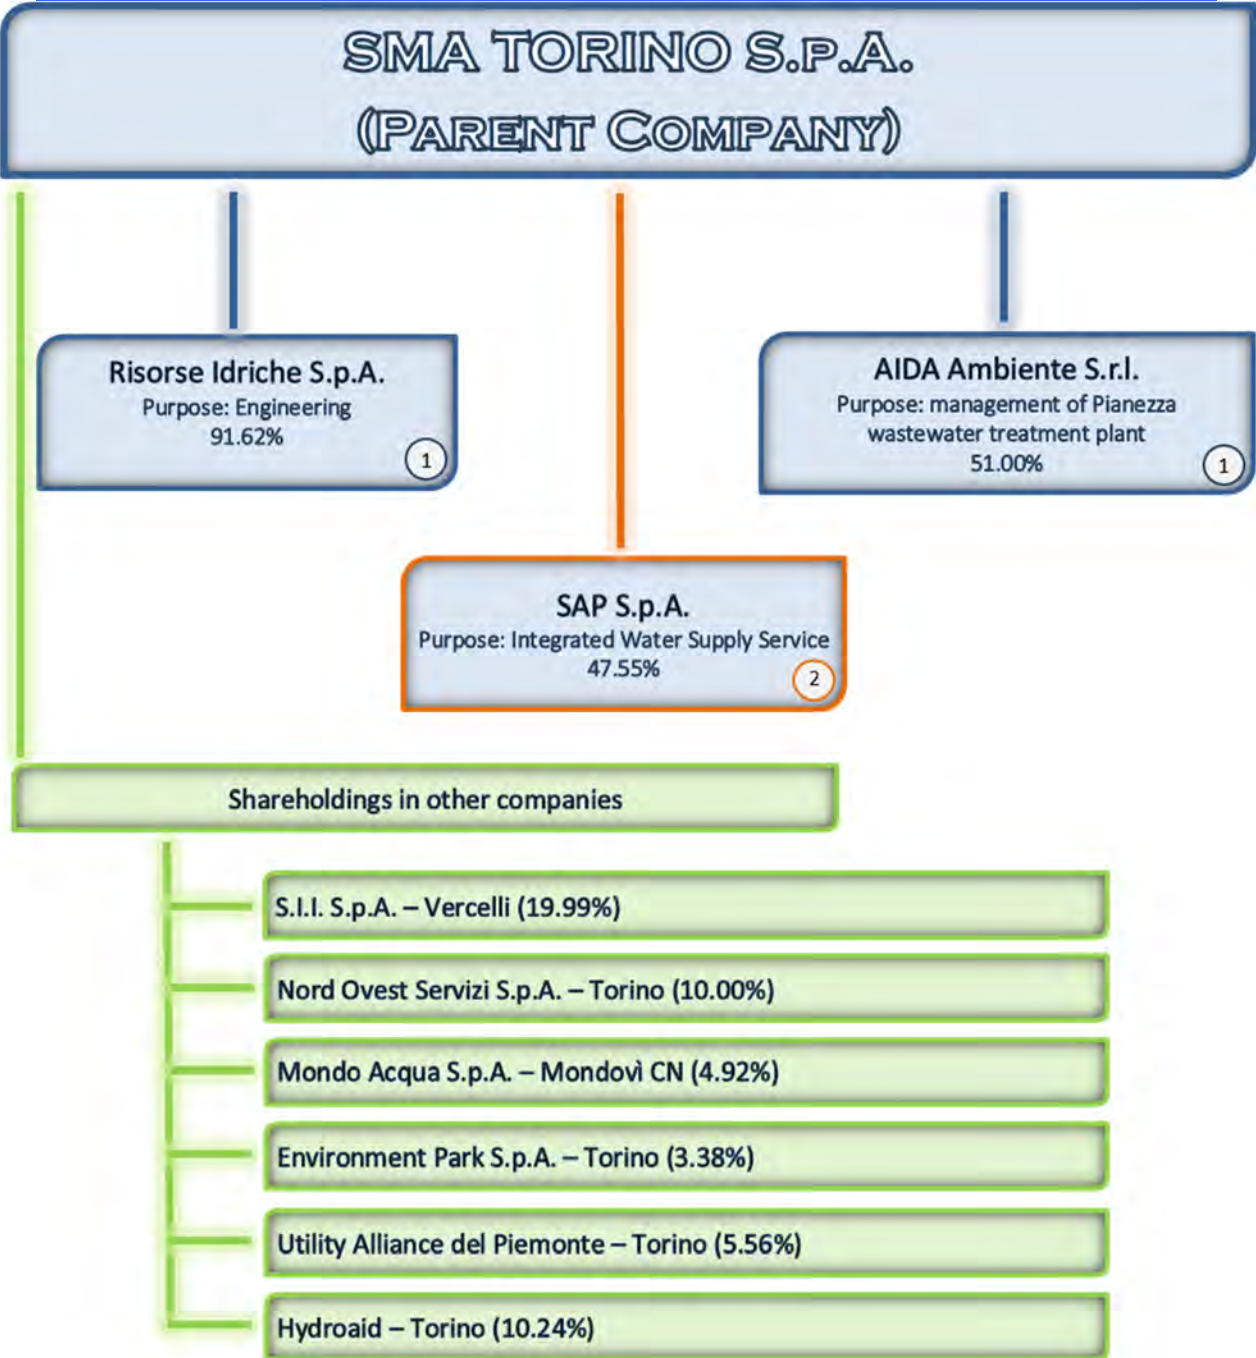 SMA TORINO S.P.A.
(PARENT COMPANY)
Risorse Idriche S.p.A.
Purpose: Engineering
91.62%
1
AIDA Ambiente S.r.l.
Purpose: management of Pianezza
wastewater treatment plant
51.00%
1
SAP S.p.A.
Purpose: Integrated Water Supply Service
47.55%
2
Shareholdings in other companies
S.I.I. S.p.A. – Vercelli (19.99%)
Nord Ovest Servizi S.p.A. – Torino (10.00%)
Mondo Acqua S.p.A. – Mondovì CN (4.92%)
Environment Park S.p.A. – Torino (3.38%)
Utility Alliance del Piemonte – Torino (5.56%)
Hydroaid – Torino (10.24%)